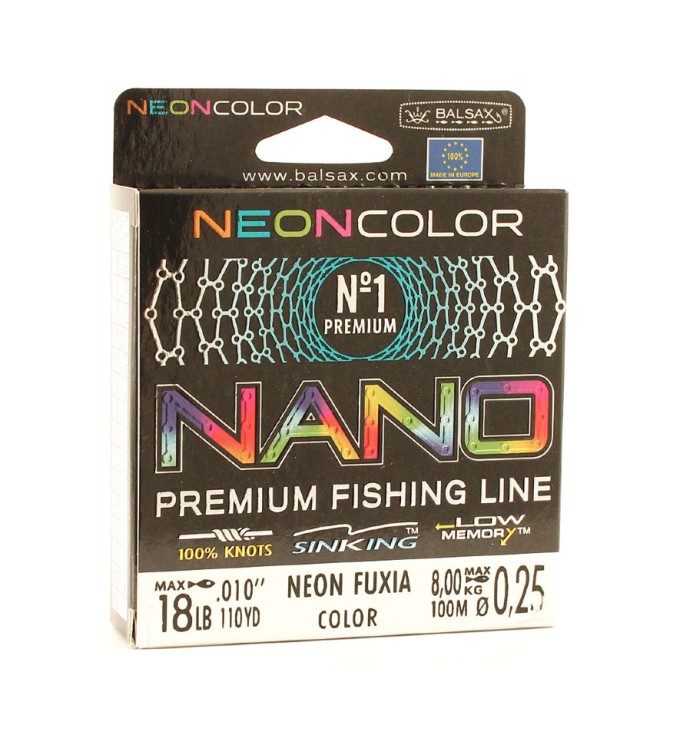 NEONCOLOR
BALSAX
100%
MADE IN EUROPE
www.balsax.com
NEONCOLOR
Nº1
PREMIUM
NANO
PREMIUM FISHING LINE
100% KNOTS
SINKING™
LOW
MEMORY™
MAX .010''
18LB 110YD
NEON FUXIA
COLOR
8,00 MAX KG
100M Ø 0,25